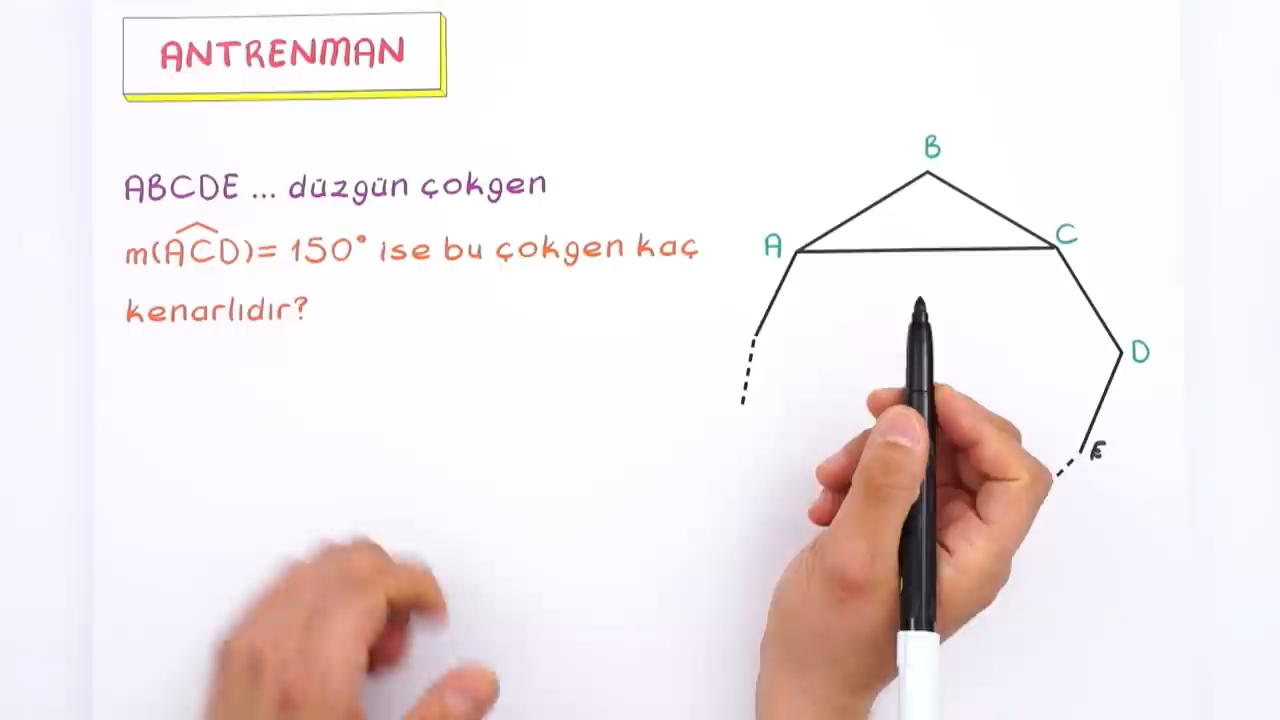 ANTRENMAN
ABCDE ... düzgün çokgen
m(ACD) = 150° ise bu çokgen kaç
kenarlıdır?
B
A
C
D
E